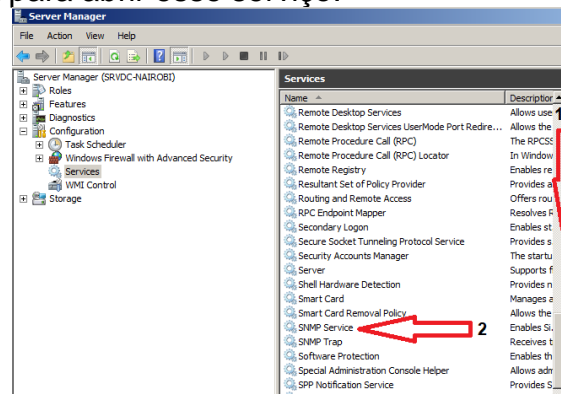 para abrir esse serviço.
Server Manager
File Action View Help
Server Manager (SRVDC-NAIROBI)
Roles
Features
Diagnostics
Configuration
Task Scheduler
Windows Firewall with Advanced Security
Services
WMI Control
Storage
Services
Name Description
Remote Desktop Services Allows use 1
Remote Desktop Services UserMode Port Redire... Allows the
Remote Procedure Call (RPC) The RPCSS
Remote Procedure Call (RPC) Locator In Window
Remote Registry Enables re
Resultant Set of Policy Provider Provides a
Routing and Remote Access Offers rou
RPC Endpoint Mapper Resolves R
Secondary Logon Enables st
Secure Socket Tunneling Protocol Service Provides s
Security Accounts Manager The startu
Server Supports f
Shell Hardware Detection Provides n
Smart Card Manages a
Smart Card Removal Policy Allows the
SNMP Service 2 Enables Si.
SNMP Trap Receives t
Software Protection Enables th
Special Administration Console Helper Allows adm
SPP Notification Service Provides S